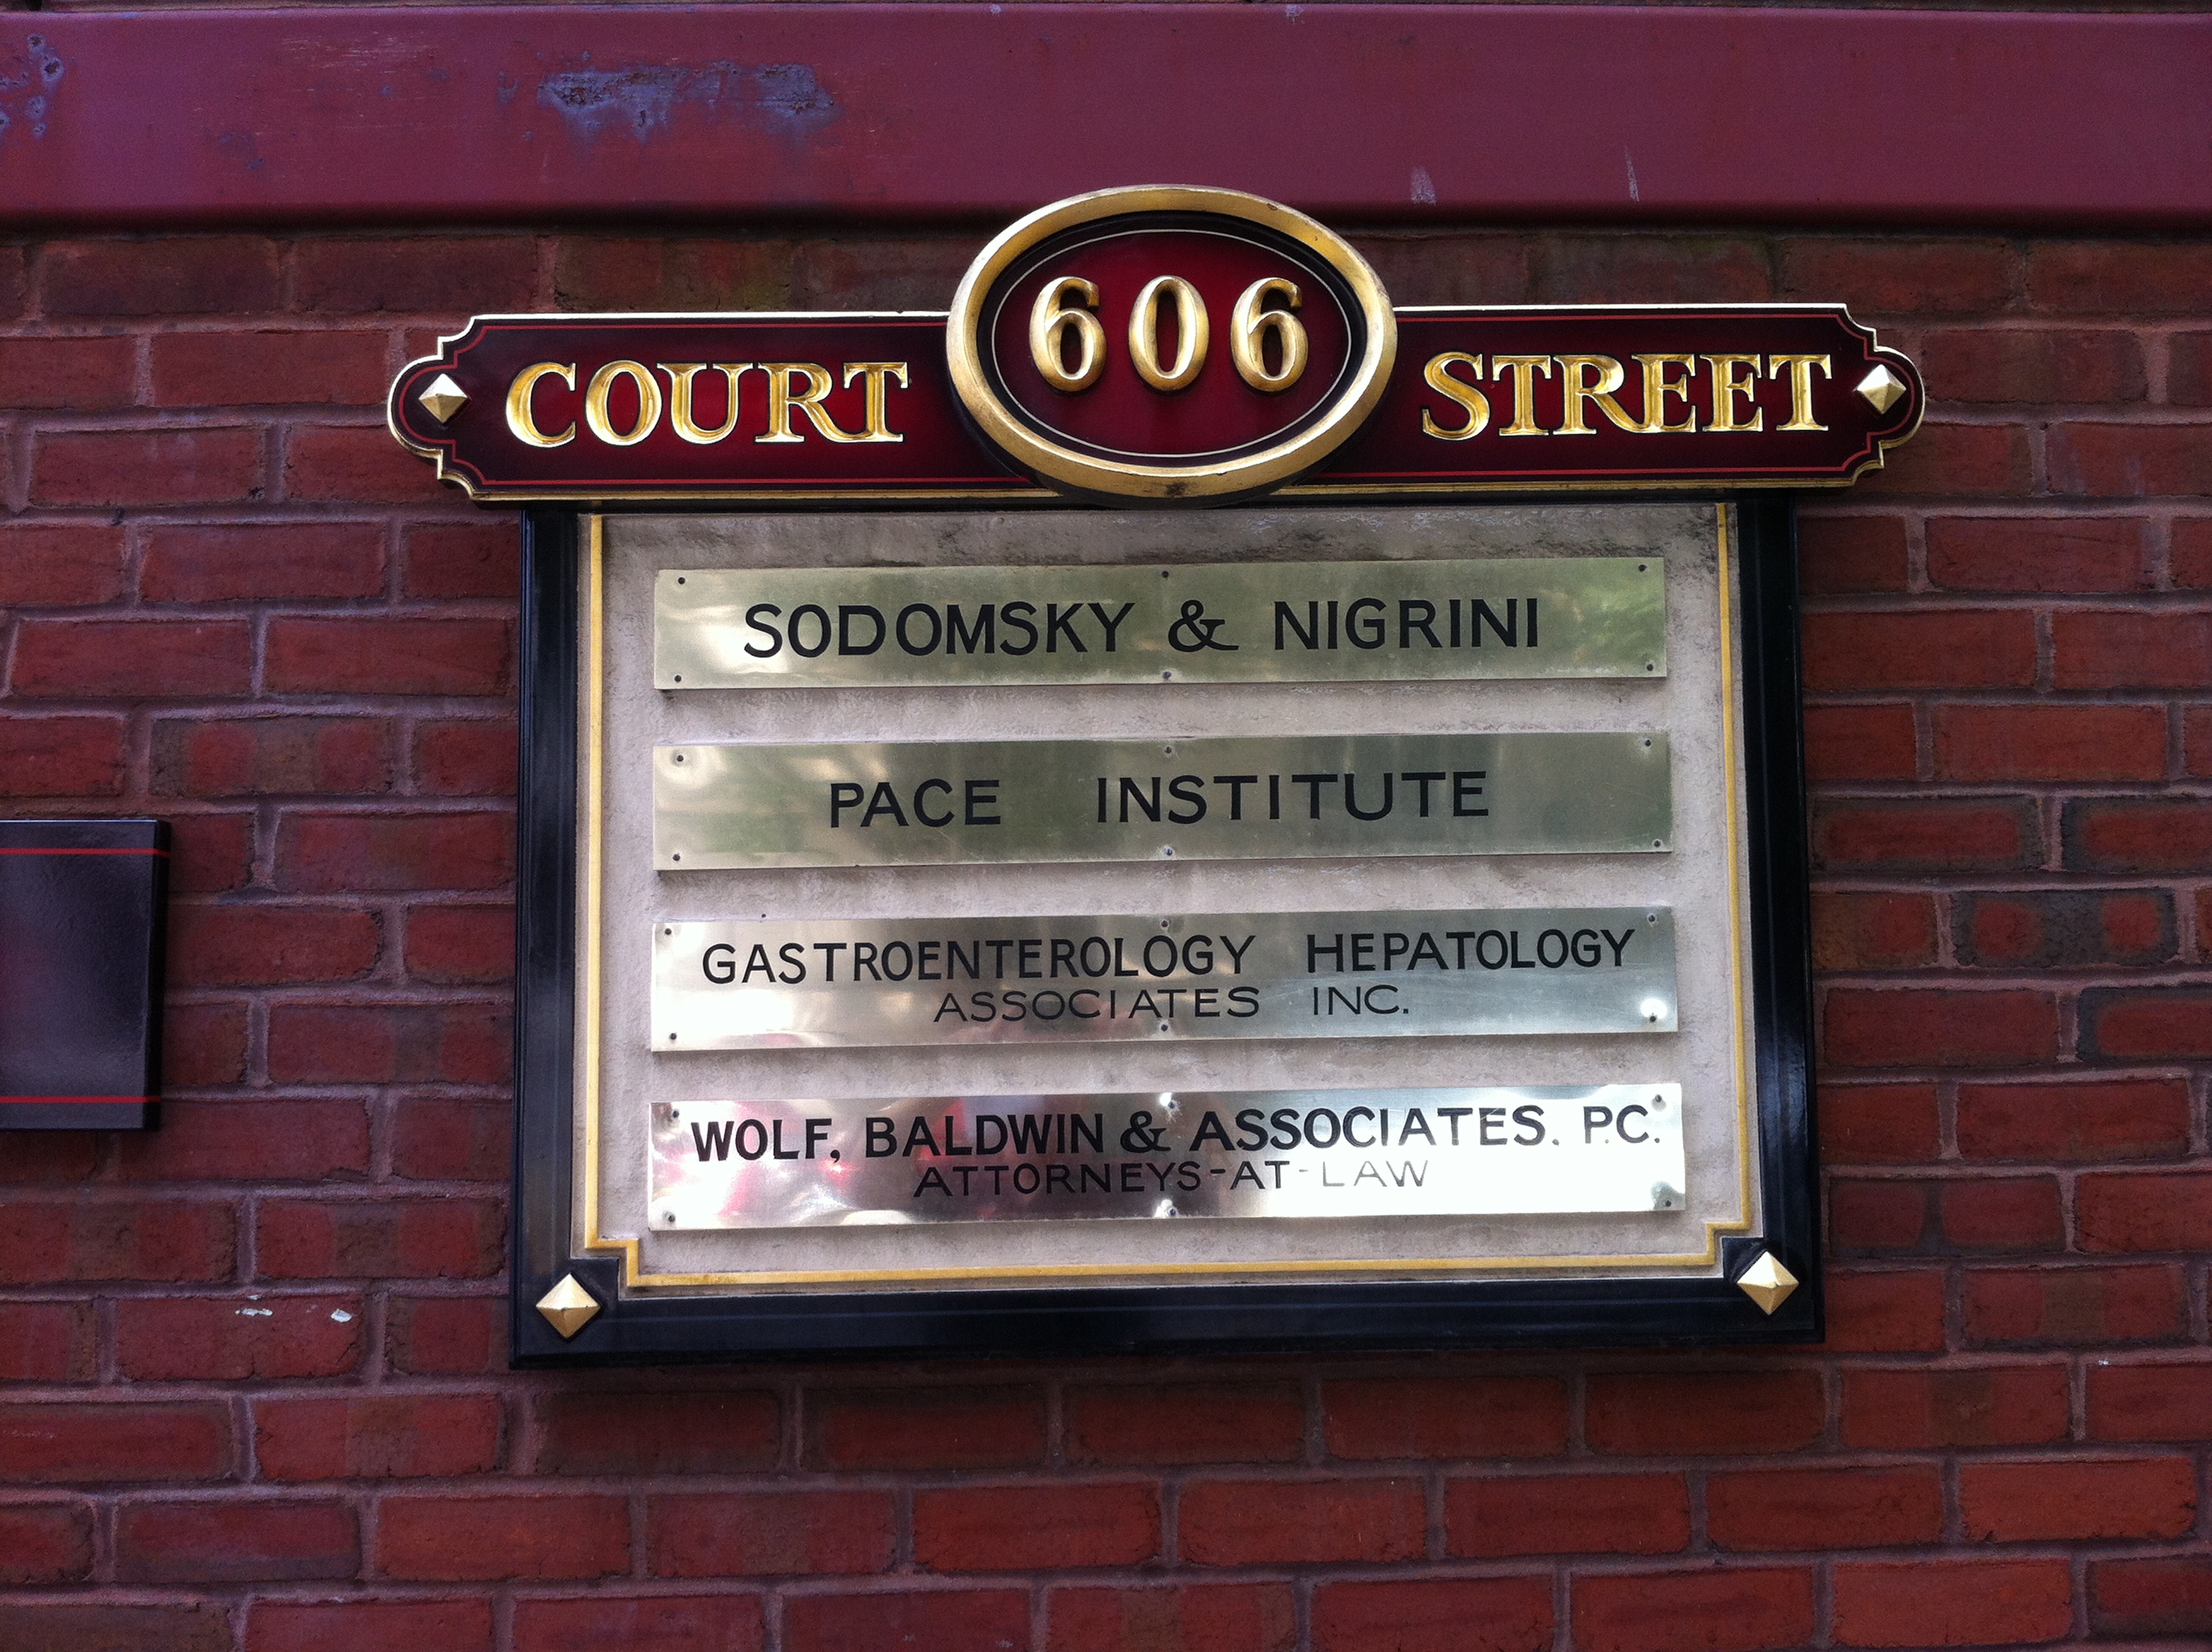 606
COURT STREET
SODOMSKY & NIGRINI
PACE INSTITUTE
GASTROENTEROLOGY HEPATOLOGY
ASSOCIATES INC.
WOLF, BALDWIN & ASSOCIATES, P.C.
ATTORNEYS-AT-LAW